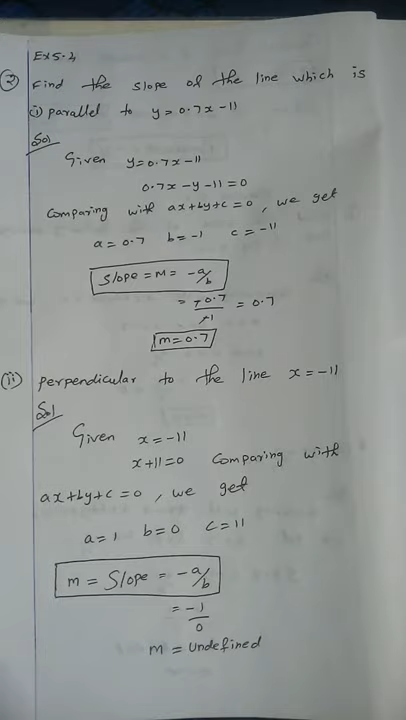 Ex 5.4
② Find the slope of the line which is
(i) parallel to y = 0.7x - 11
Sol
Given y = 0.7x - 11
0.7x - y - 11 = 0
Comparing with ax + by + c = 0, we get
a = 0.7 b = -1 c = -11
Slope = m = -a/b
= -0.7/-1 = 0.7
m = 0.7
(ii) perpendicular to the line x = -11
Sol
Given x = -11
x + 11 = 0 Comparing with
ax + by + c = 0, we get
a = 1 b = 0 c = 11
m = Slope = -a/b
= -1/0
m = undefined